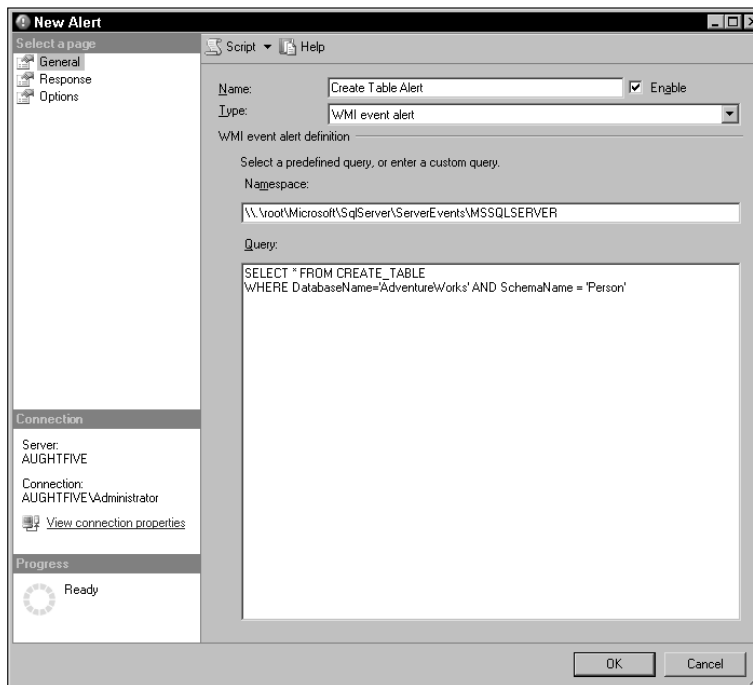 New Alert
Select a page
General
Response
Options
Script Help
Name: Create Table Alert Enable
Type: WMI event alert
WMI event alert definition
Select a predefined query, or enter a custom query.
Namespace:
\\.\root\Microsoft\SqlServer\ServerEvents\MSSQLSERVER
Query:
SELECT * FROM CREATE_TABLE
WHERE DatabaseName='AdventureWorks' AND SchemaName = 'Person'
Connection
Server:
AUGHTFIVE
Connection:
AUGHTFIVE\Administrator
View connection properties
Progress
Ready
OK Cancel